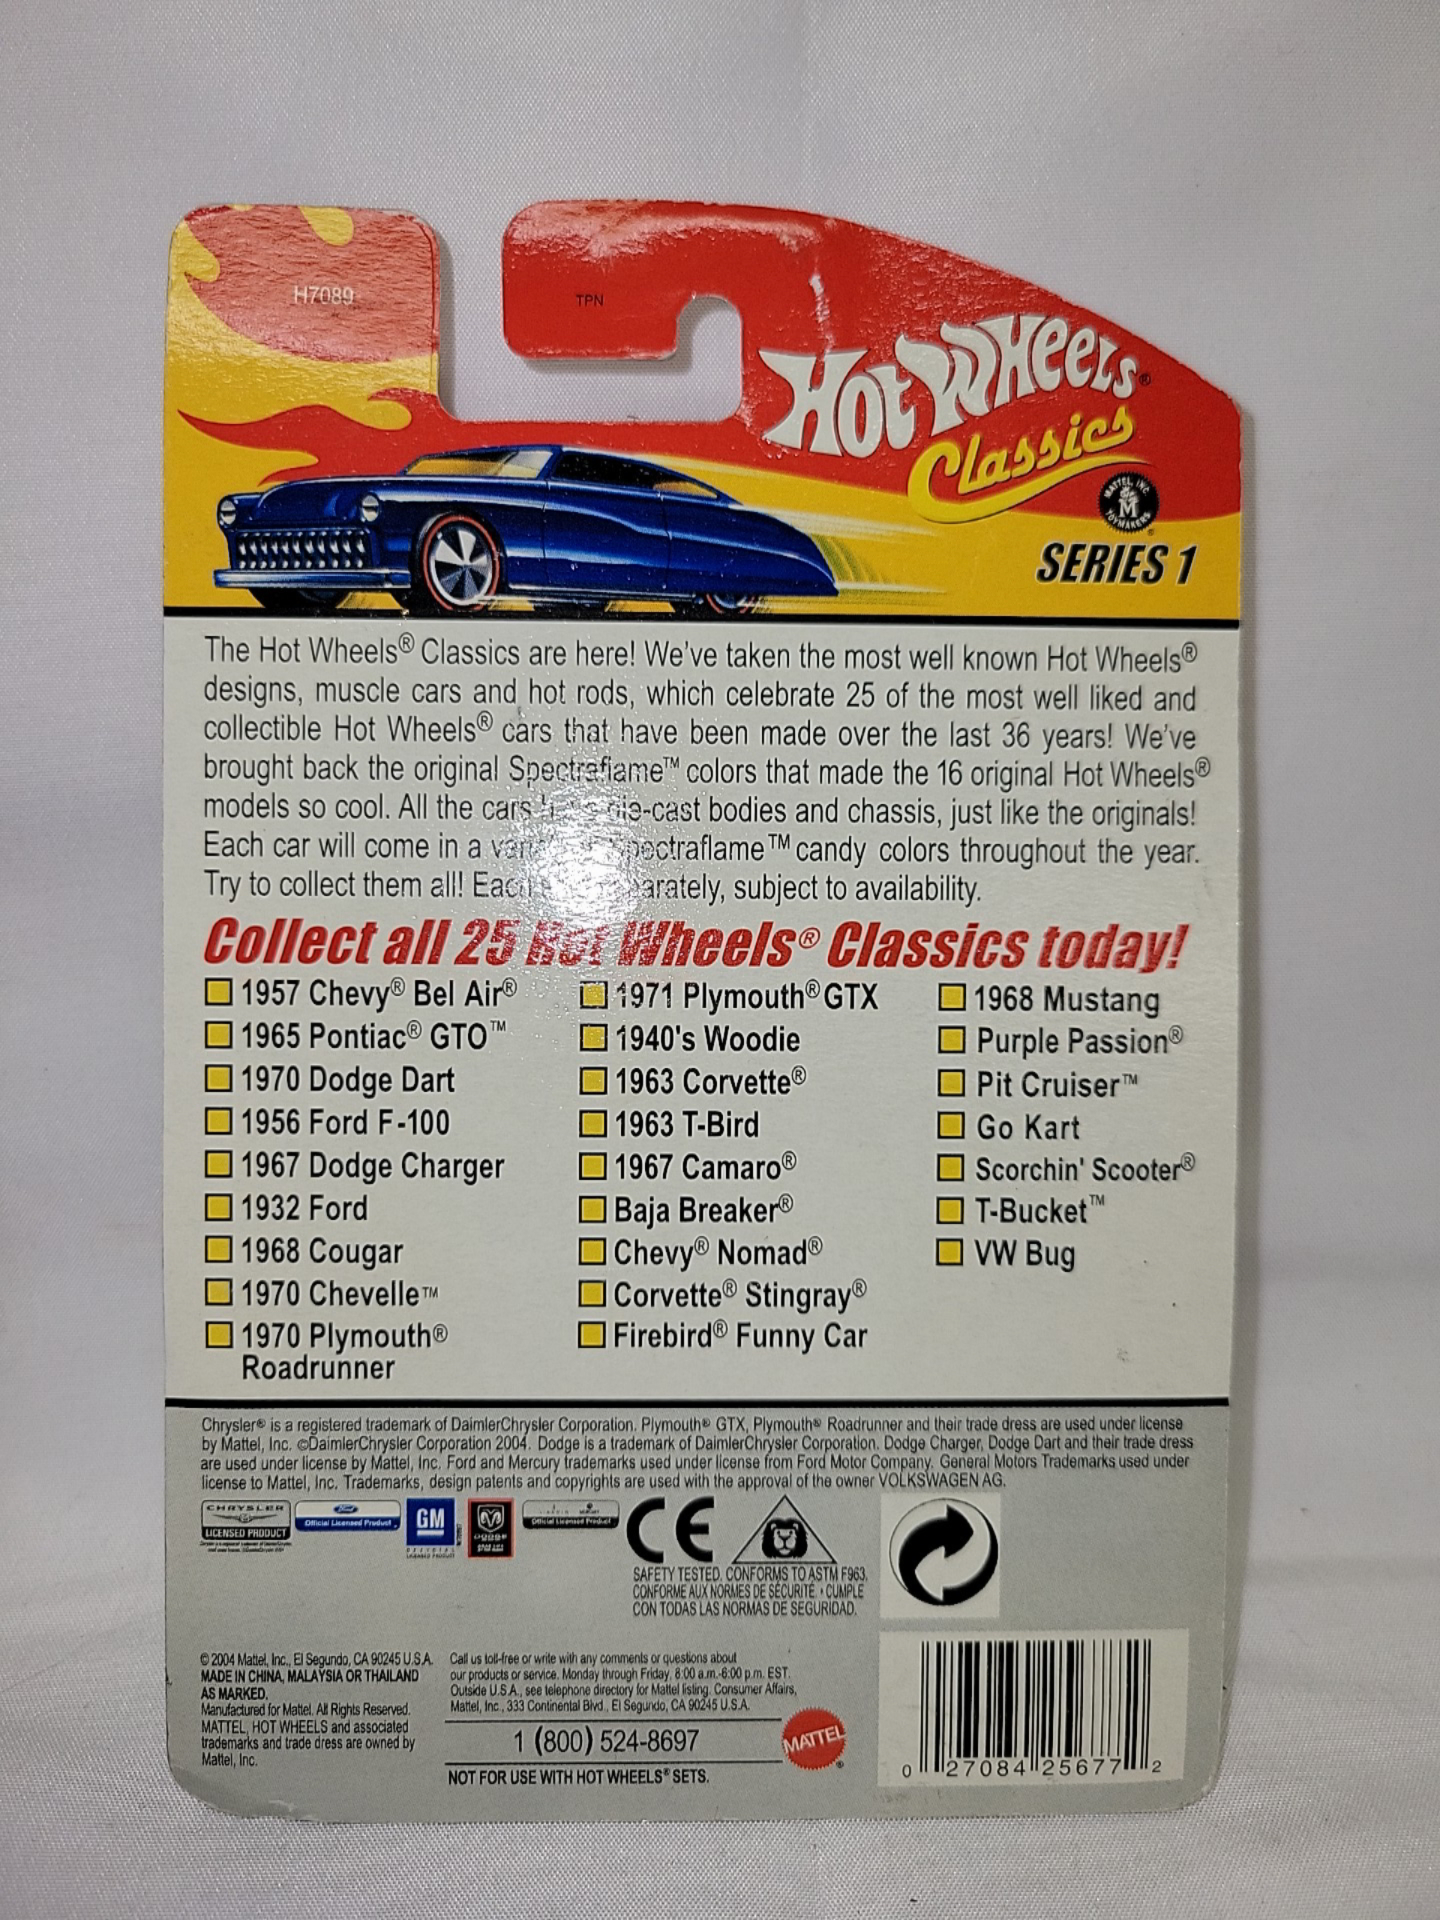 H7089
TPN
Hot Wheels®
Classics
MATTEL, INC.
M
TOYMAKERS
®
SERIES 1
The Hot Wheels® Classics are here! We've taken the most well known Hot Wheels®
designs, muscle cars and hot rods, which celebrate 25 of the most well liked and
collectible Hot Wheels® cars that have been made over the last 36 years! We've
brought back the original Spectraflame™ colors that made the 16 original Hot Wheels®
models so cool. All the cars die-cast bodies and chassis, just like the originals!
Each car will come in a Spectraflame™ candy colors throughout the year.
Try to collect them all! Each subject to availability.
Collect all 25 Hot Wheels® Classics today!
1957 Chevy® Bel Air®
1965 Pontiac® GTO™
1970 Dodge Dart
1956 Ford F-100
1967 Dodge Charger
1932 Ford
1968 Cougar
1970 Chevelle™
1970 Plymouth®
Roadrunner
1971 Plymouth® GTX
1940's Woodie
1963 Corvette®
1963 T-Bird
1967 Camaro®
Baja Breaker®
Chevy® Nomad®
Corvette® Stingray®
Firebird® Funny Car
1968 Mustang
Purple Passion®
Pit Cruiser™
Go Kart
Scorchin' Scooter®
T-Bucket™
VW Bug
Chrysler® is a registered trademark of DaimlerChrysler Corporation. Plymouth® GTX, Plymouth® Roadrunner and their trade dress are used under license
by Mattel, Inc. ©DaimlerChrysler Corporation 2004. Dodge is a trademark of DaimlerChrysler Corporation. Dodge Charger, Dodge Dart and their trade dress
are used under license by Mattel, Inc. Ford and Mercury trademarks used under license from Ford Motor Company. General Motors Trademarks used under
license to Mattel, Inc. Trademarks, design patents and copyrights are used with the approval of the owner VOLKSWAGEN AG.
CHRYSLER
LICENSED PRODUCT
Ford
Official Licensed Product
GM
OFFICIAL
LICENSED PRODUCT
DODGE
Official Licensed Product
CE
SAFETY TESTED. CONFORMS TO ASTM F963.
CONFORME AUX NORMES DE SÉCURITÉ. • CUMPLE
CON TODAS LAS NORMAS DE SEGURIDAD.
© 2004 Mattel, Inc., El Segundo, CA 90245 U.S.A.
MADE IN CHINA, MALAYSIA OR THAILAND
AS MARKED.
Manufactured for Mattel. All Rights Reserved.
MATTEL, HOT WHEELS and associated
trademarks and trade dress are owned by
Mattel, Inc.
Call us toll-free or write with any comments or questions about
our products or service. Monday through Friday, 8:00 a.m.-6:00 p.m. EST.
Outside U.S.A., see telephone directory for Mattel listing. Consumer Affairs,
Mattel, Inc., 333 Continental Blvd., El Segundo, CA 90245 U.S.A.
1 (800) 524-8697
NOT FOR USE WITH HOT WHEELS® SETS.
MATTEL®
0 27084 25677 2